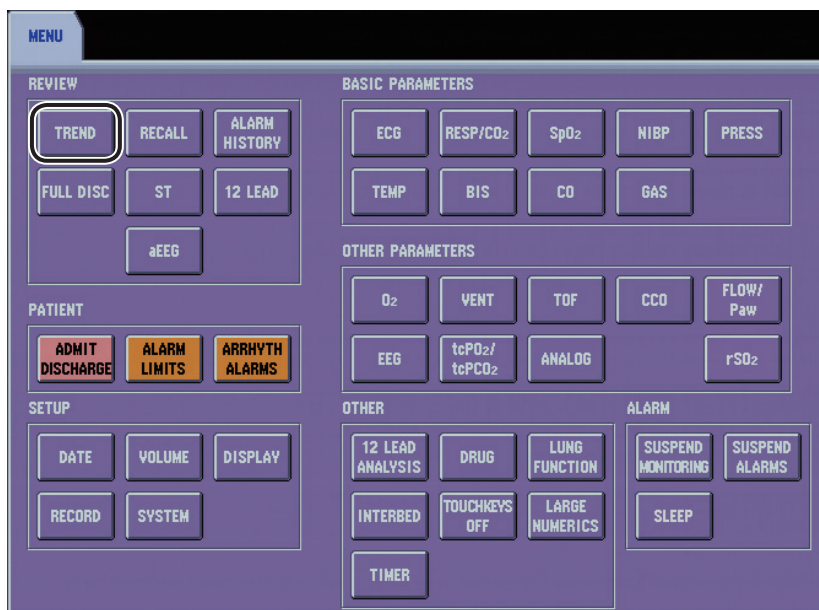 MENU
REVIEW
TREND
RECALL
ALARM
HISTORY
FULL DISC
ST
12 LEAD
aEEG
PATIENT
ADMIT
DISCHARGE
ALARM
LIMITS
ARRHYTH
ALARMS
SETUP
DATE
VOLUME
DISPLAY
RECORD
SYSTEM
BASIC PARAMETERS
ECG
RESP/CO₂
SpO₂
NIBP
PRESS
TEMP
BIS
CO
GAS
OTHER PARAMETERS
O₂
VENT
TOF
CCO
FLOW/
Paw
EEG
tcPO₂/
tcPCO₂
ANALOG
rSO₂
OTHER
12 LEAD
ANALYSIS
DRUG
LUNG
FUNCTION
INTERBED
TOUCHKEYS
OFF
LARGE
NUMERICS
TIMER
ALARM
SUSPEND
MONITORING
SUSPEND
ALARMS
SLEEP